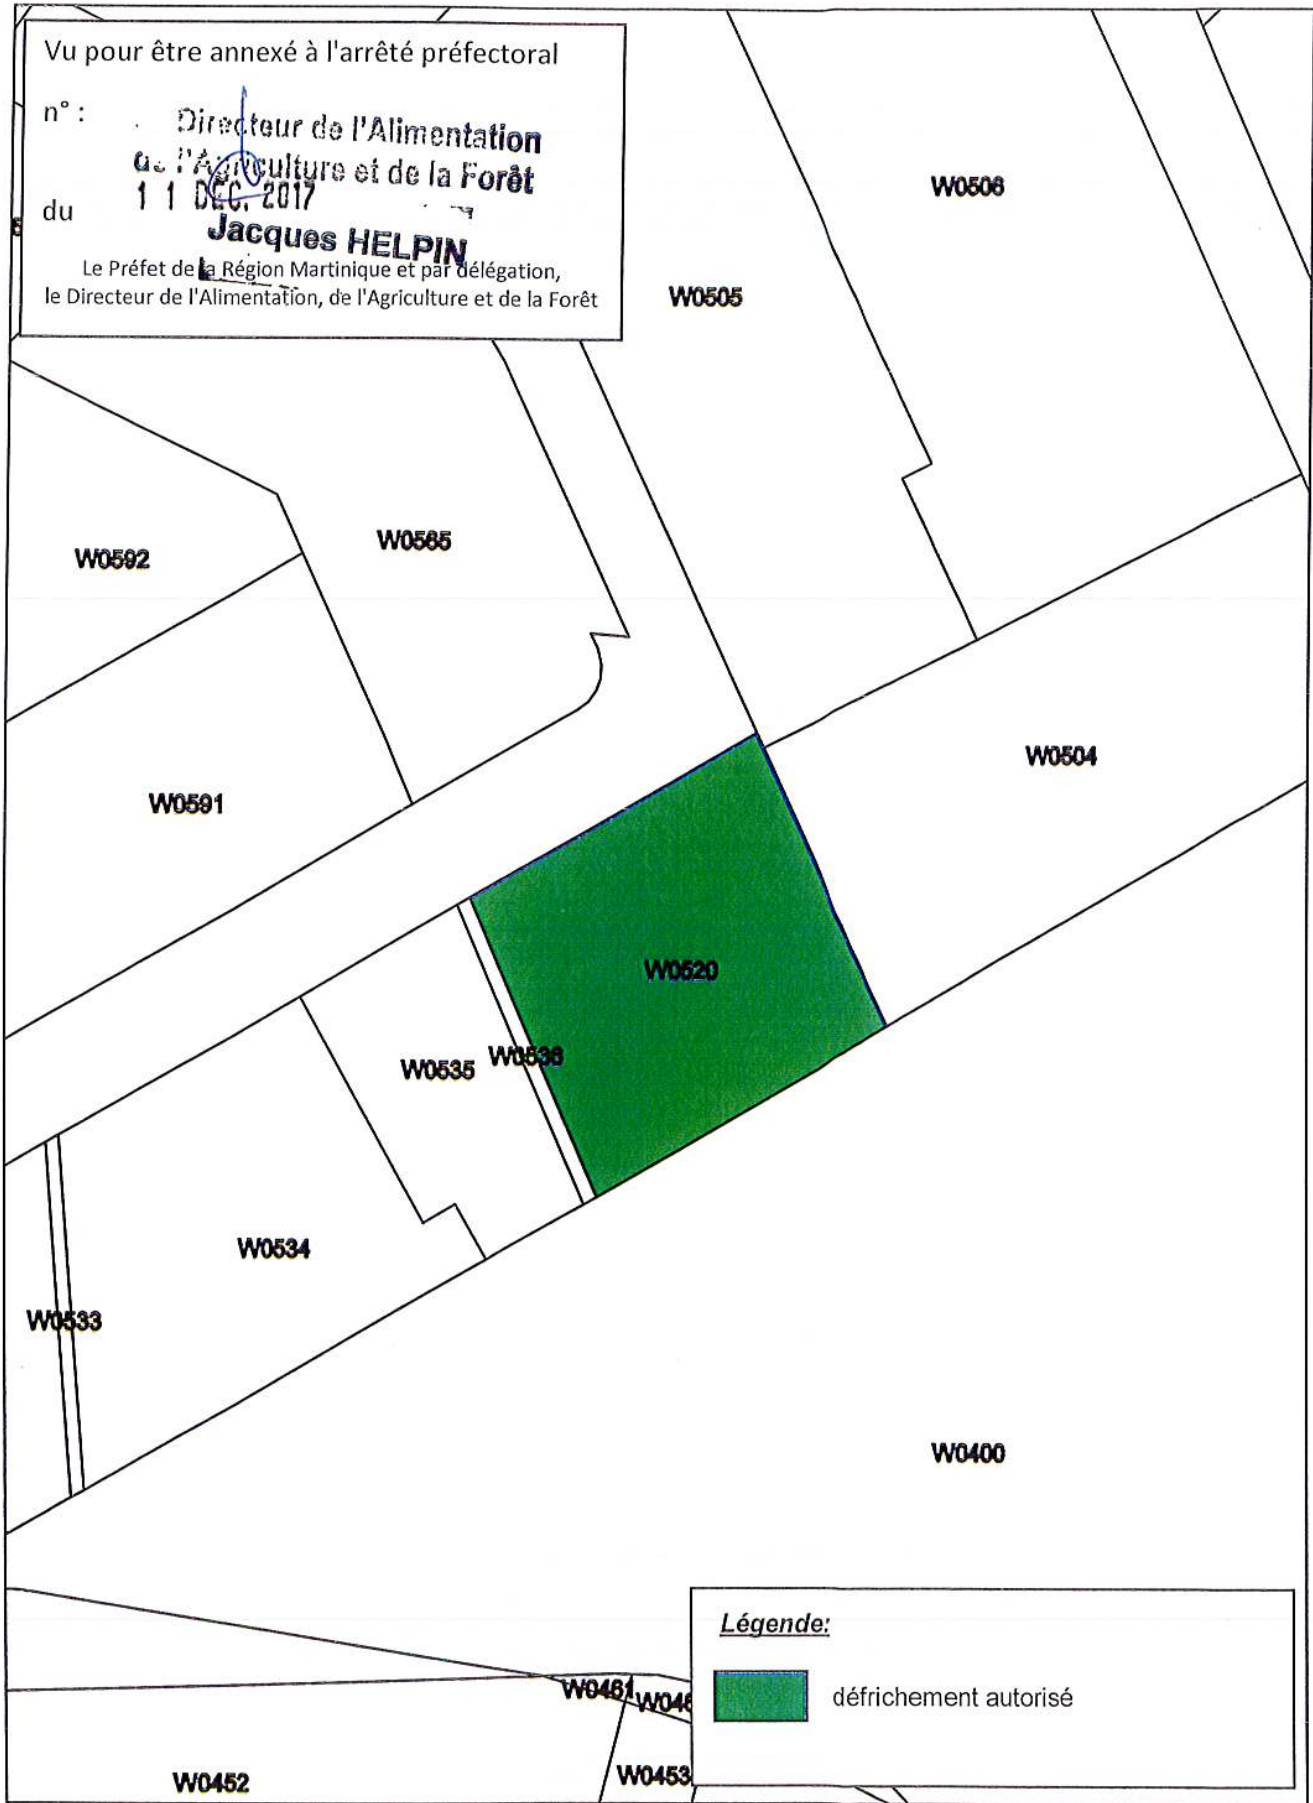 Vu pour être annexé à l'arrêté préfectoral
n° :
Directeur de l'Alimentation
de l'Agriculture et de la Forêt
11 DEC. 2017
du
Jacques HELPIN
Le Préfet de la Région Martinique et par délégation,
le Directeur de l'Alimentation, de l'Agriculture et de la Forêt
W0506
W0505
W0565
W0592
W0504
W0591
W0520
W0535
W0534
W0533
W0400
Légende:
défrichement autorisé
W0461
W046
W0452
W0453